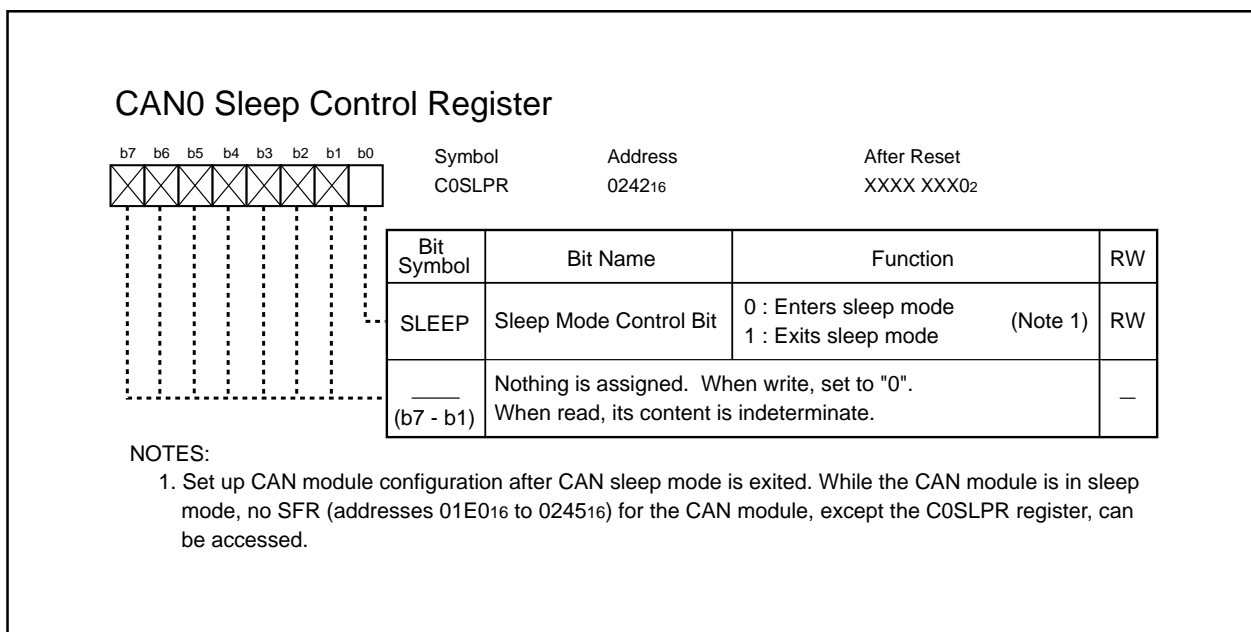 CAN0 Sleep Control Register
b7 b6 b5 b4 b3 b2 b1 b0
Symbol Address After Reset
C0SLPR 024216 XXXX XXX02
Bit Symbol Bit Name Function RW
SLEEP Sleep Mode Control Bit 0 : Enters sleep mode (Note 1) RW
1 : Exits sleep mode
(b7 - b1) Nothing is assigned. When write, set to "0". —
When read, its content is indeterminate.
NOTES:
1. Set up CAN module configuration after CAN sleep mode is exited. While the CAN module is in sleep
mode, no SFR (addresses 01E016 to 024516) for the CAN module, except the C0SLPR register, can
be accessed.